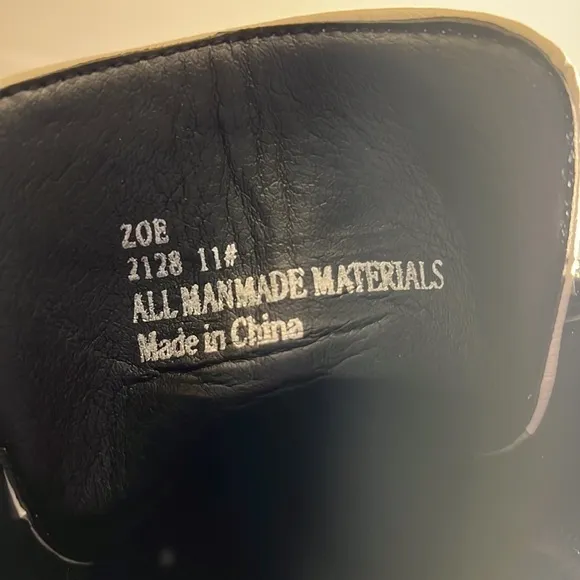 ZOE
2128 11#
ALL MANMADE MATERIALS
Made in China